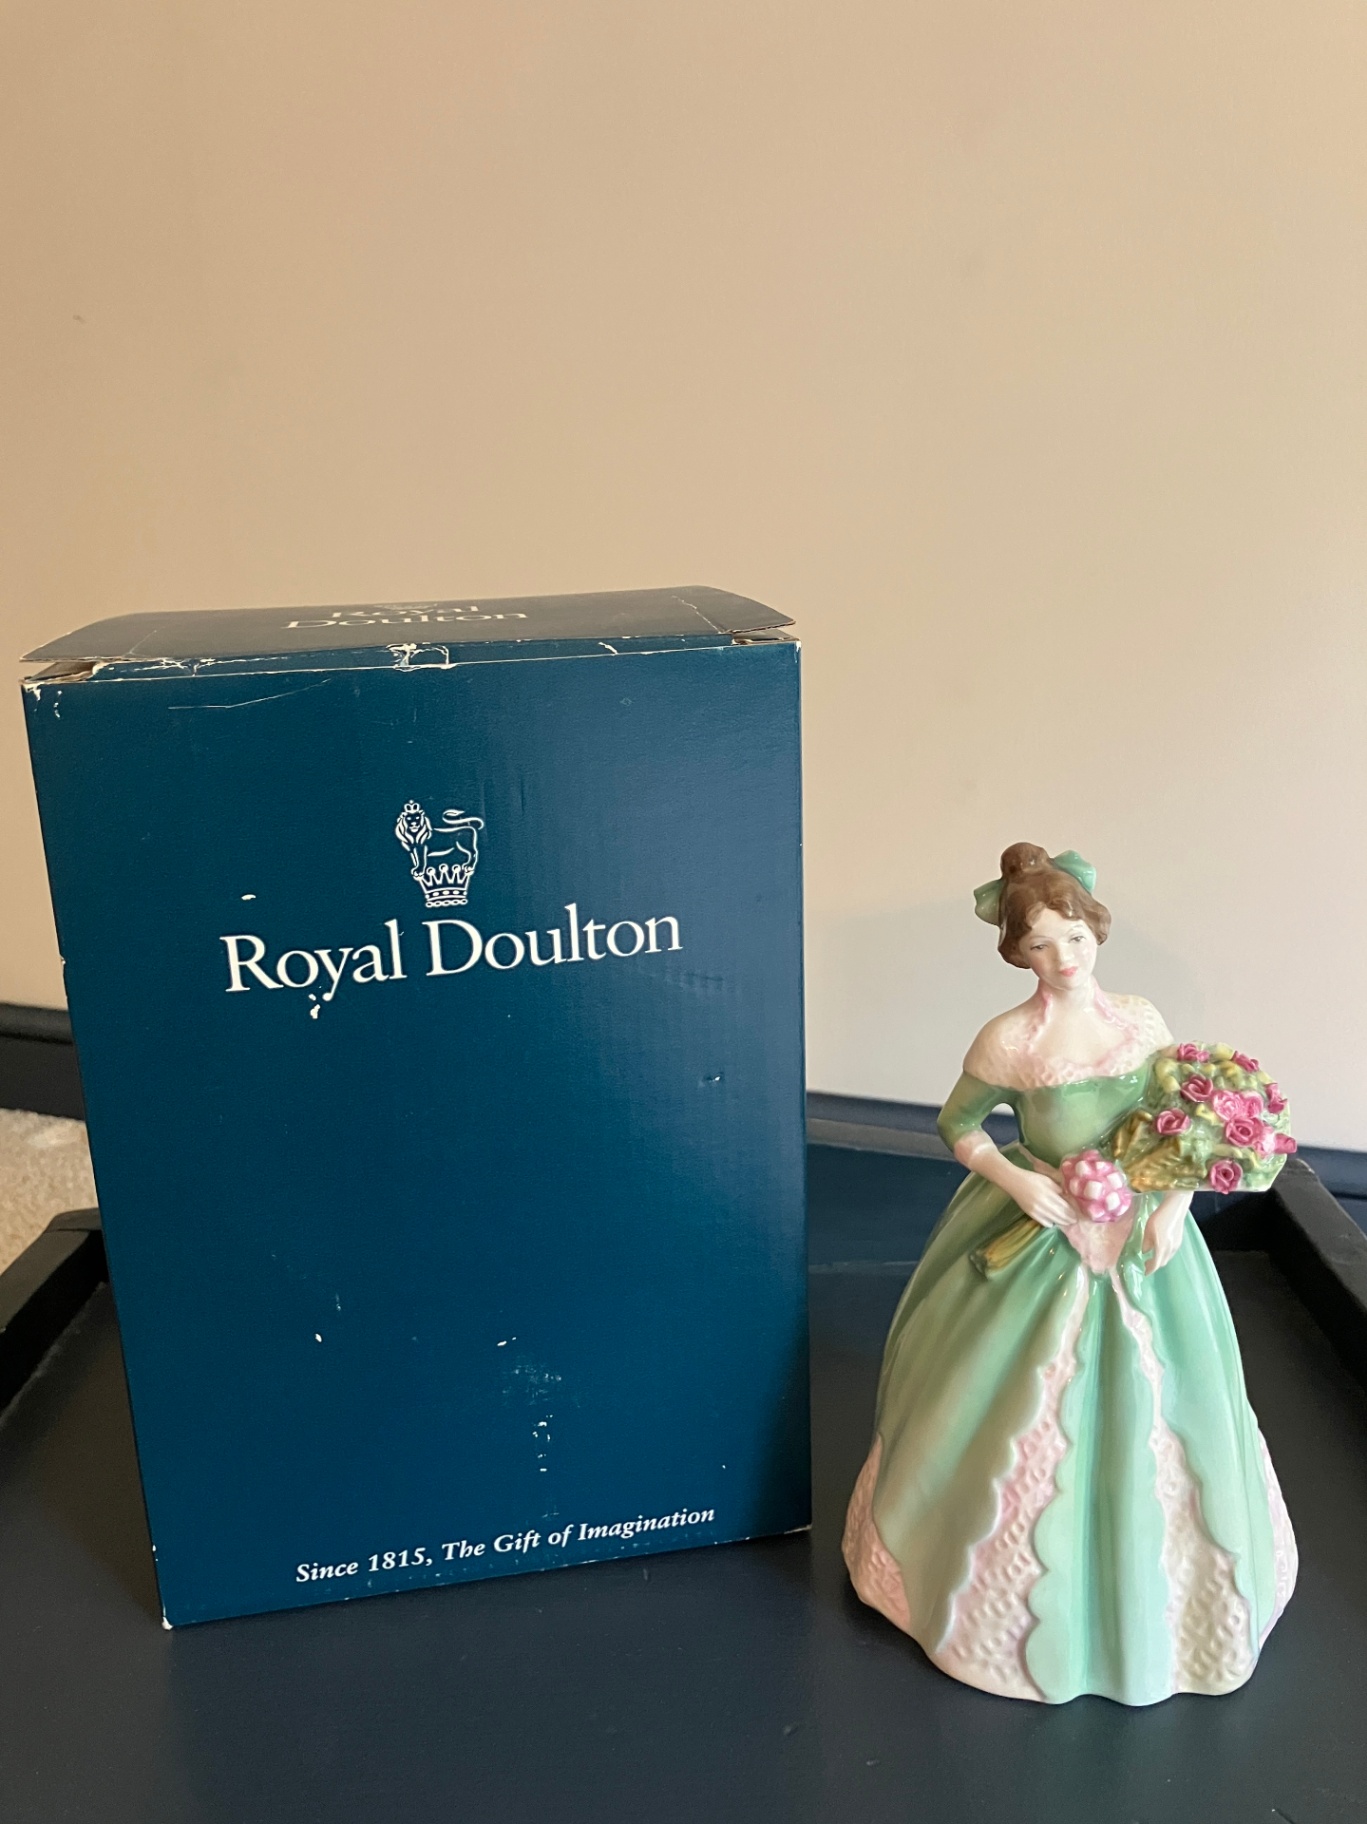 Royal
Doulton
Royal Doulton
Since 1815, The Gift of Imagination